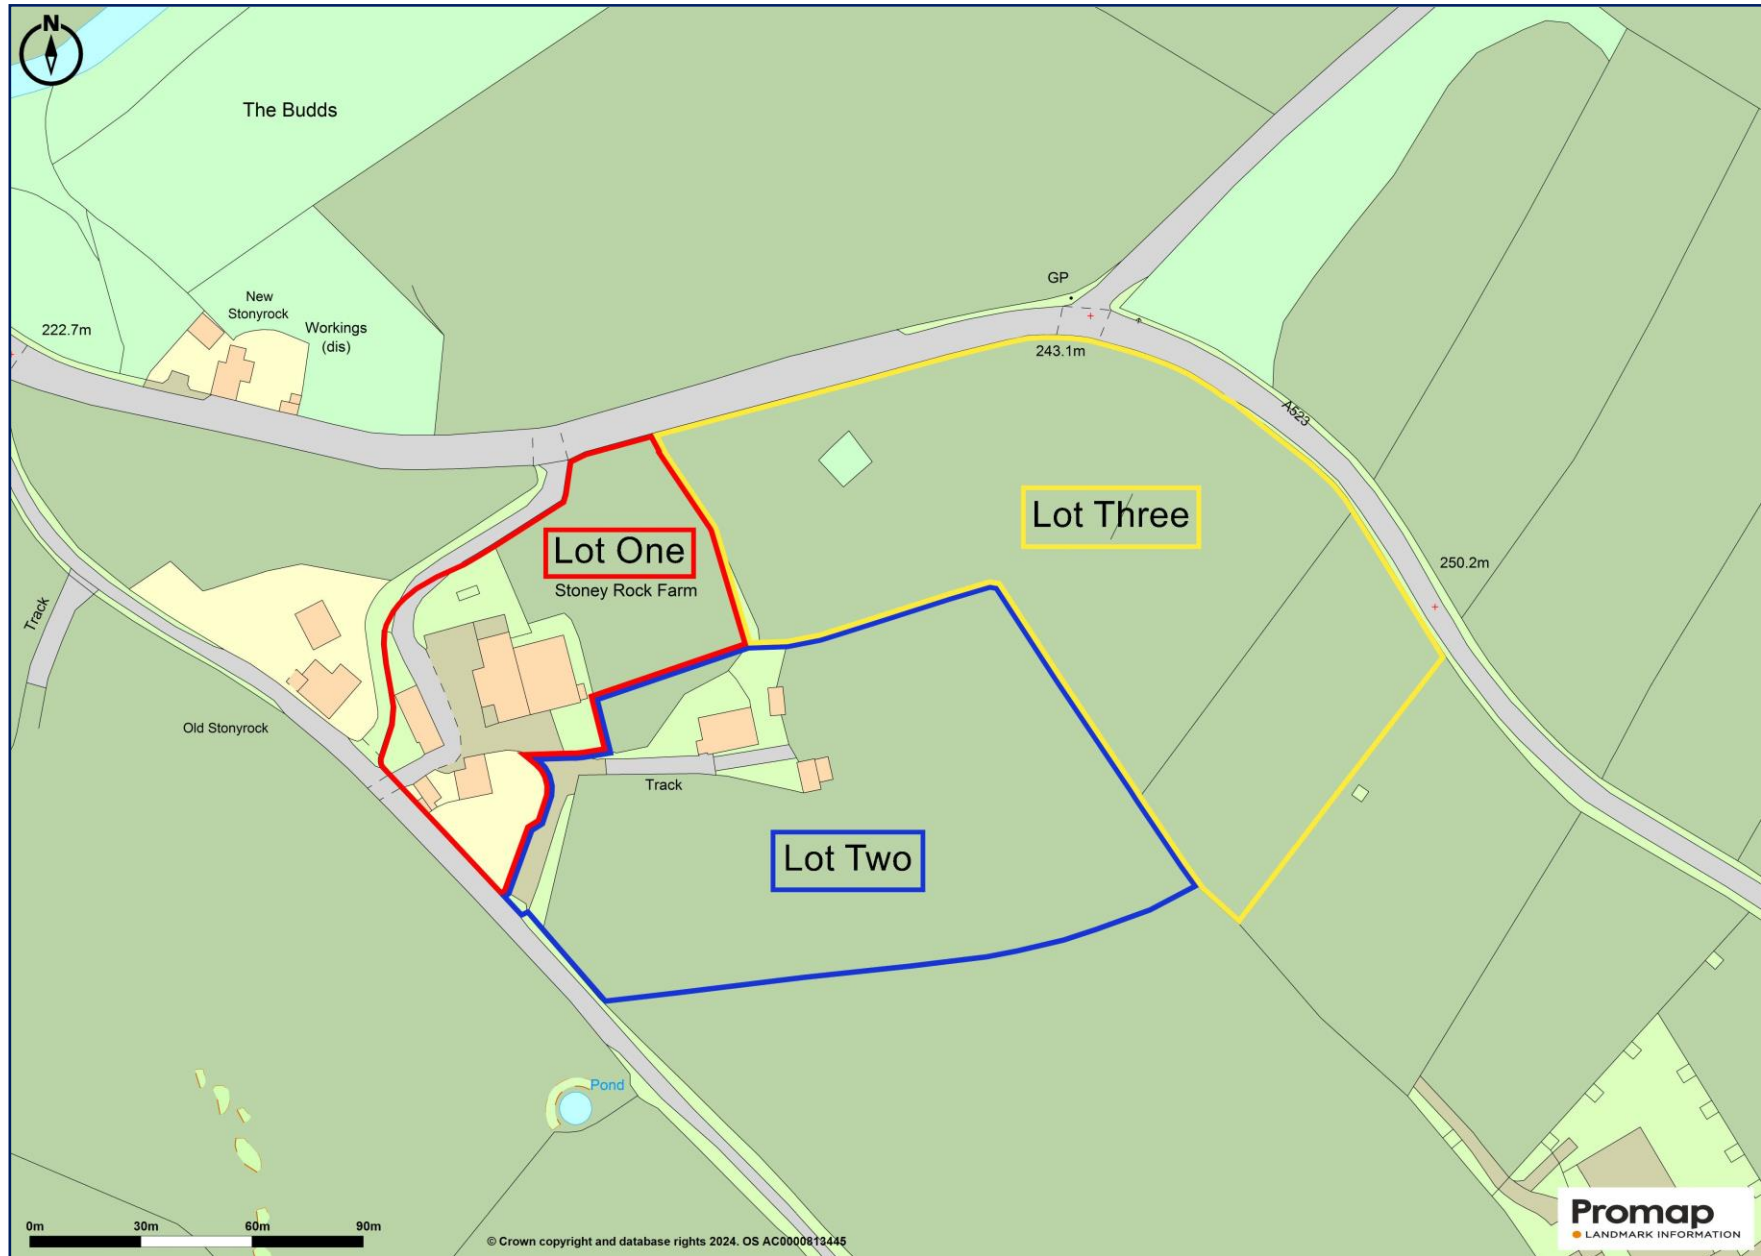 N
The Budds
GP
New
Stonyrock
Workings
(dis)
222.7m
243.1m
A523
Lot Three
Lot One
Stoney Rock Farm
250.2m
Track
Old Stonyrock
Track
Lot Two
Pond
0m 30m 60m 90m
© Crown copyright and database rights 2024. OS AC0000813445
Promap
LANDMARK INFORMATION